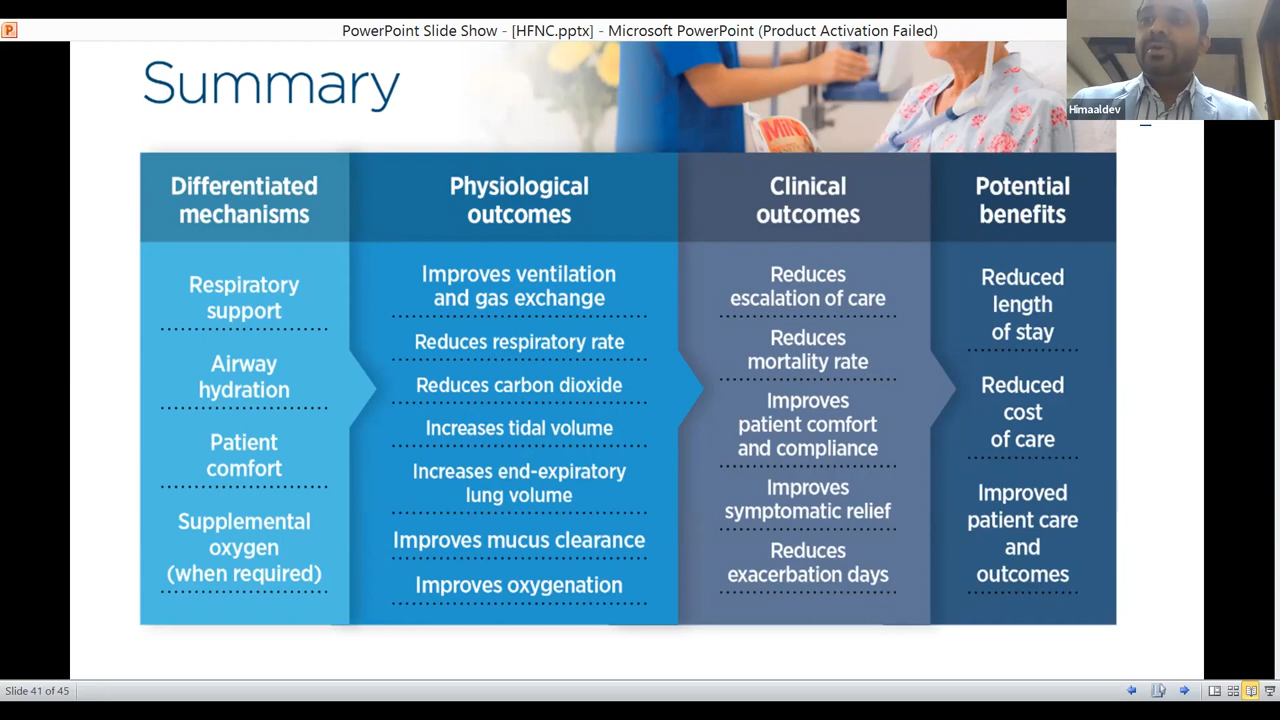 PowerPoint Slide Show - [HFNC.pptx] - Microsoft PowerPoint (Product Activation Failed)
Himaaldev
Summary
Differentiated
mechanisms
Respiratory
support
Airway
hydration
Patient
comfort
Supplemental
oxygen
(when required)
Physiological
outcomes
Improves ventilation
and gas exchange
Reduces respiratory rate
Reduces carbon dioxide
Increases tidal volume
Increases end-expiratory
lung volume
Improves mucus clearance
Improves oxygenation
Clinical
outcomes
Reduces
escalation of care
Reduces
mortality rate
Improves
patient comfort
and compliance
Improves
symptomatic relief
Reduces
exacerbation days
Potential
benefits
Reduced
length
of stay
Reduced
cost
of care
Improved
patient care
and
outcomes
Slide 41 of 45